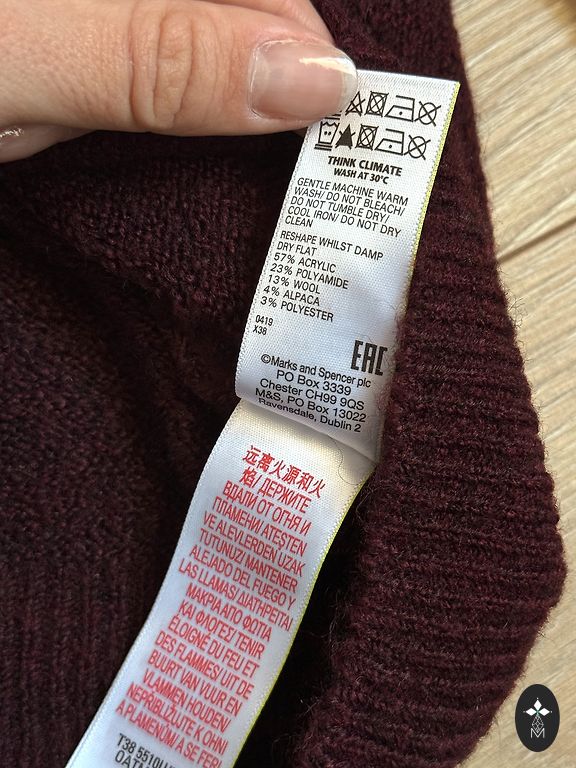 THINK CLIMATE
WASH AT 30°C
GENTLE MACHINE WARM
WASH/ DO NOT BLEACH/
DO NOT TUMBLE DRY/
COOL IRON/ DO NOT DRY
CLEAN
RESHAPE WHILST DAMP
DRY FLAT
57% ACRYLIC
23% POLYAMIDE
13% WOOL
4% ALPACA
3% POLYESTER
0419
X38
EAC
©Marks and Spencer plc
PO Box 3339
Chester CH99 9QS
M&S, PO Box 13022
Ravensdale, Dublin 2
远离火源和火
焰/ ДЕРЖИТЕ
ВДАЛИ ОТ ОГНЯ И
ПЛАМЕНИ/ ATEŞTEN
VE ALEVLERDEN UZAK
TUTUNUZ/ MANTENER
ALEJADO DEL FUEGO Y
LAS LLAMAS/ ΔΙΑΤΗΡΕΙΤΑΙ
ΜΑΚΡΙΑ ΑΠΟ ΦΩΤΙΑ
ΚΑΙ ΦΛΟΓΕΣ/ TENIR
ÉLOIGNÉ DU FEU ET
DES FLAMMES/ UIT DE
BUURT VAN VUUR EN
VLAMMEN HOUDEN/
NEPŘIBLIŽUJTE K OHNI
A PLAMENŮM/ A SE FERI
T38 5510